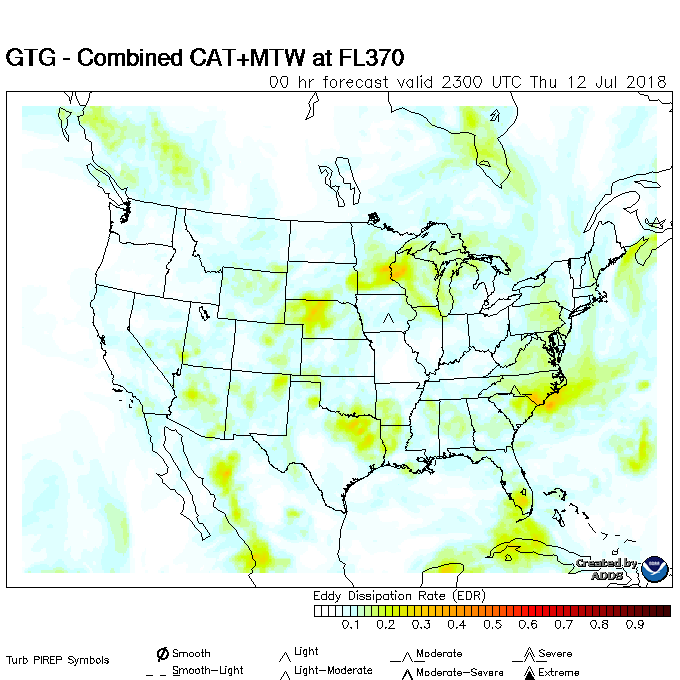 GTG - Combined CAT+MTW at FL370
00 hr forecast valid 2300 UTC Thu 12 Jul 2018
Created by
ADDS
Eddy Dissipation Rate (EDR)
0.1 0.2 0.3 0.4 0.5 0.6 0.7 0.8 0.9
Turb PIREP Symbols
Smooth Light Moderate Severe
Smooth-Light Light-Moderate Moderate-Severe Extreme